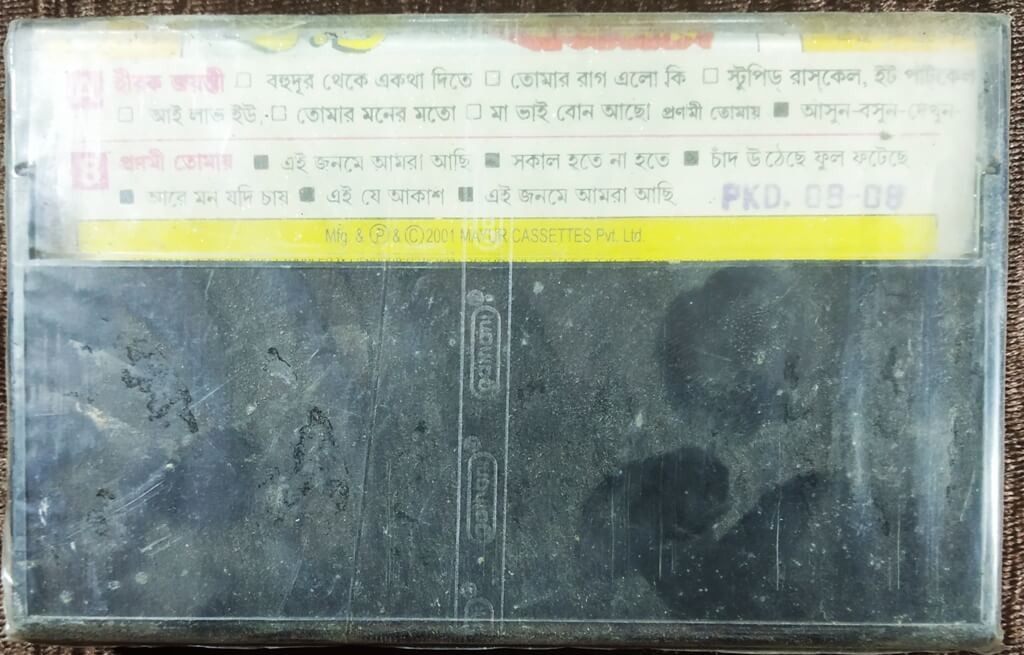 A হীরক জয়ন্তী □ বহুদূর থেকে একথা দিতে □ তোমার রাগ এলো কি □ স্টুপিড্ রাস্কেল, ইট পাটকেল
□ আই লাভ ইউ, □ তোমার মনের মতো □ মা ভাই বোন আছে। প্রণমী তোমায় ■ আসুন-বসুন-দেখুন-
B প্রণমী তোমায় ■ এই জনমে আমরা আছি ■ সকাল হতে না হতে ■ চাঁদ উঠেছে ফুল ফুটেছে
■ আরে মন যদি চায় ■ এই যে আকাশ ■ এই জনমে আমরা আছি PKD. 08-08
Mfg. & Ⓟ & Ⓒ 2001 MAYUR CASSETTES Pvt. Ltd.